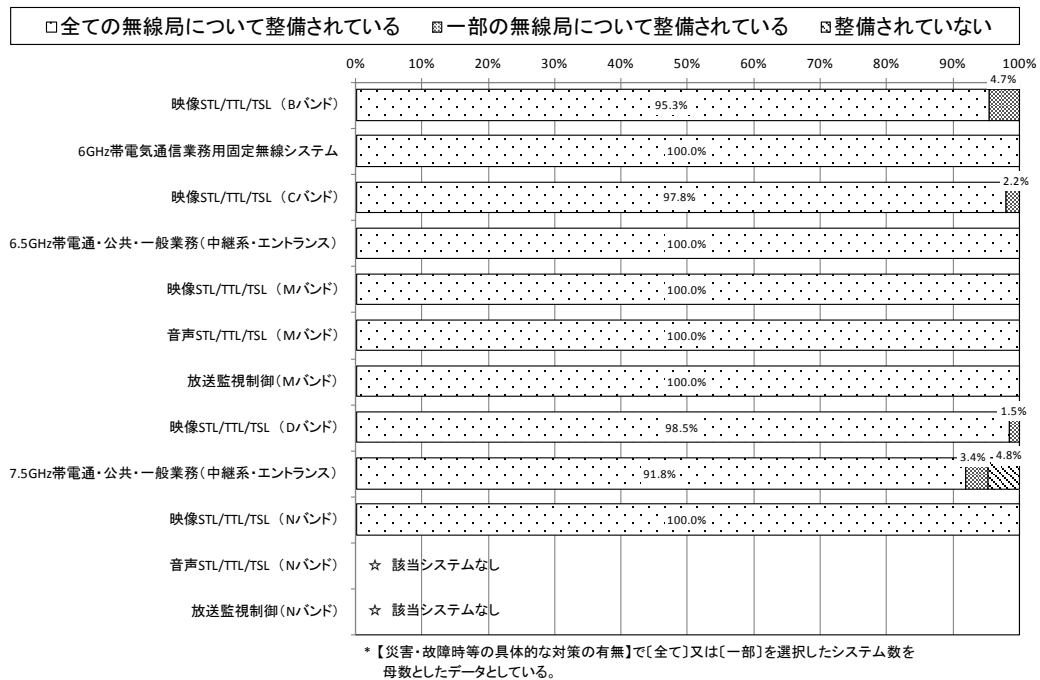 □全ての無線局について整備されている ▩一部の無線局について整備されている ▧整備されていない
0% 10% 20% 30% 40% 50% 60% 70% 80% 90% 100%
4.7%
映像STL/TTL/TSL (Bバンド) 95.3%
6GHz帯電気通信業務用固定無線システム 100.0%
2.2%
映像STL/TTL/TSL (Cバンド) 97.8%
6.5GHz帯電通・公共・一般業務(中継系・エントランス) 100.0%
映像STL/TTL/TSL (Mバンド) 100.0%
音声STL/TTL/TSL (Mバンド) 100.0%
放送監視制御(Mバンド) 100.0%
1.5%
映像STL/TTL/TSL (Dバンド) 98.5%
3.4% 4.8%
7.5GHz帯電通・公共・一般業務(中継系・エントランス) 91.8%
映像STL/TTL/TSL (Nバンド) 100.0%
音声STL/TTL/TSL (Nバンド) ☆ 該当システムなし
放送監視制御(Nバンド) ☆ 該当システムなし
* 【災害・故障時等の具体的な対策の有無】で〔全て〕又は〔一部〕を選択したシステム数を
母数としたデータとしている。